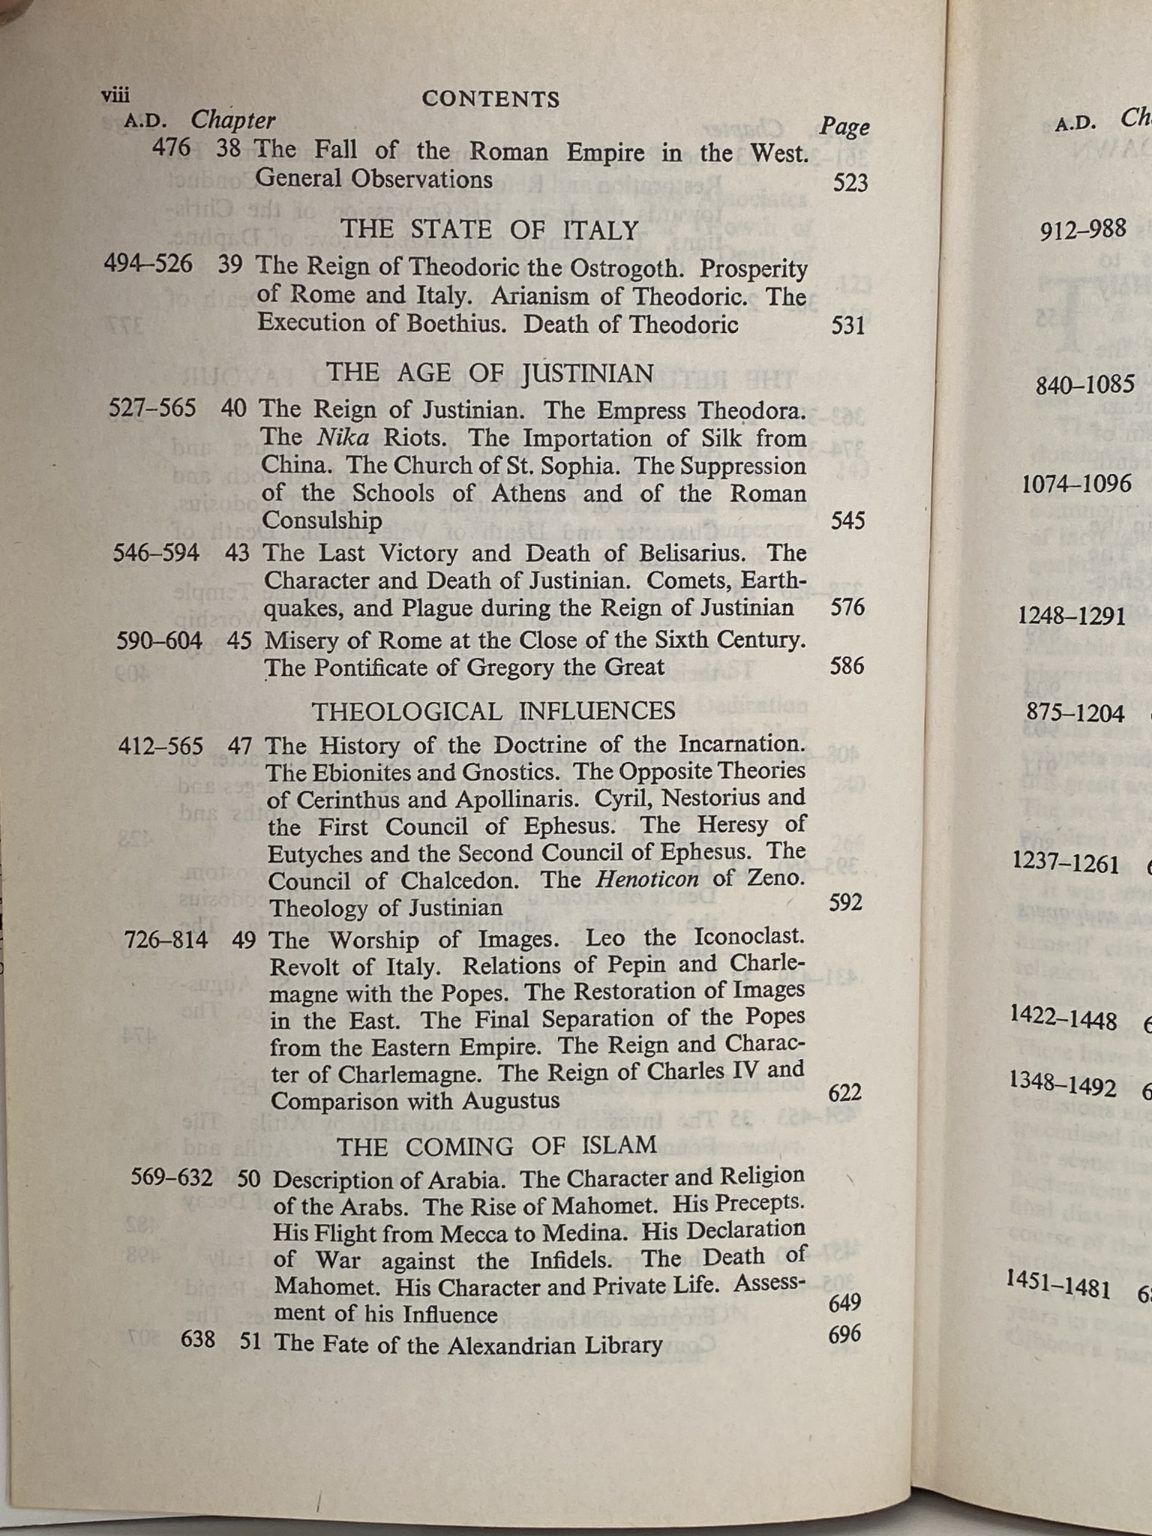 viii
CONTENTS
A.D. Chapter Page
476 38 The Fall of the Roman Empire in the West.
General Observations 523
THE STATE OF ITALY
494–526 39 The Reign of Theodoric the Ostrogoth. Prosperity
of Rome and Italy. Arianism of Theodoric. The
Execution of Boethius. Death of Theodoric 531
THE AGE OF JUSTINIAN
527–565 40 The Reign of Justinian. The Empress Theodora.
The Nika Riots. The Importation of Silk from
China. The Church of St. Sophia. The Suppression
of the Schools of Athens and of the Roman
Consulship 545
546–594 43 The Last Victory and Death of Belisarius. The
Character and Death of Justinian. Comets, Earth-
quakes, and Plague during the Reign of Justinian 576
590–604 45 Misery of Rome at the Close of the Sixth Century.
The Pontificate of Gregory the Great 586
THEOLOGICAL INFLUENCES
412–565 47 The History of the Doctrine of the Incarnation.
The Ebionites and Gnostics. The Opposite Theories
of Cerinthus and Apollinaris. Cyril, Nestorius and
the First Council of Ephesus. The Heresy of
Eutyches and the Second Council of Ephesus. The
Council of Chalcedon. The Henoticon of Zeno.
Theology of Justinian 592
726–814 49 The Worship of Images. Leo the Iconoclast.
Revolt of Italy. Relations of Pepin and Charle-
magne with the Popes. The Restoration of Images
in the East. The Final Separation of the Popes
from the Eastern Empire. The Reign and Charac-
ter of Charlemagne. The Reign of Charles IV and
Comparison with Augustus 622
THE COMING OF ISLAM
569–632 50 Description of Arabia. The Character and Religion
of the Arabs. The Rise of Mahomet. His Precepts.
His Flight from Mecca to Medina. His Declaration
of War against the Infidels. The Death of
Mahomet. His Character and Private Life. Assess-
ment of his Influence 649
638 51 The Fate of the Alexandrian Library 696
A.D. Ch
912–988
840–1085
1074–1096
1248–1291
875–1204
1237–1261 6
1422–1448 6
1348–1492 6
1451–1481 6